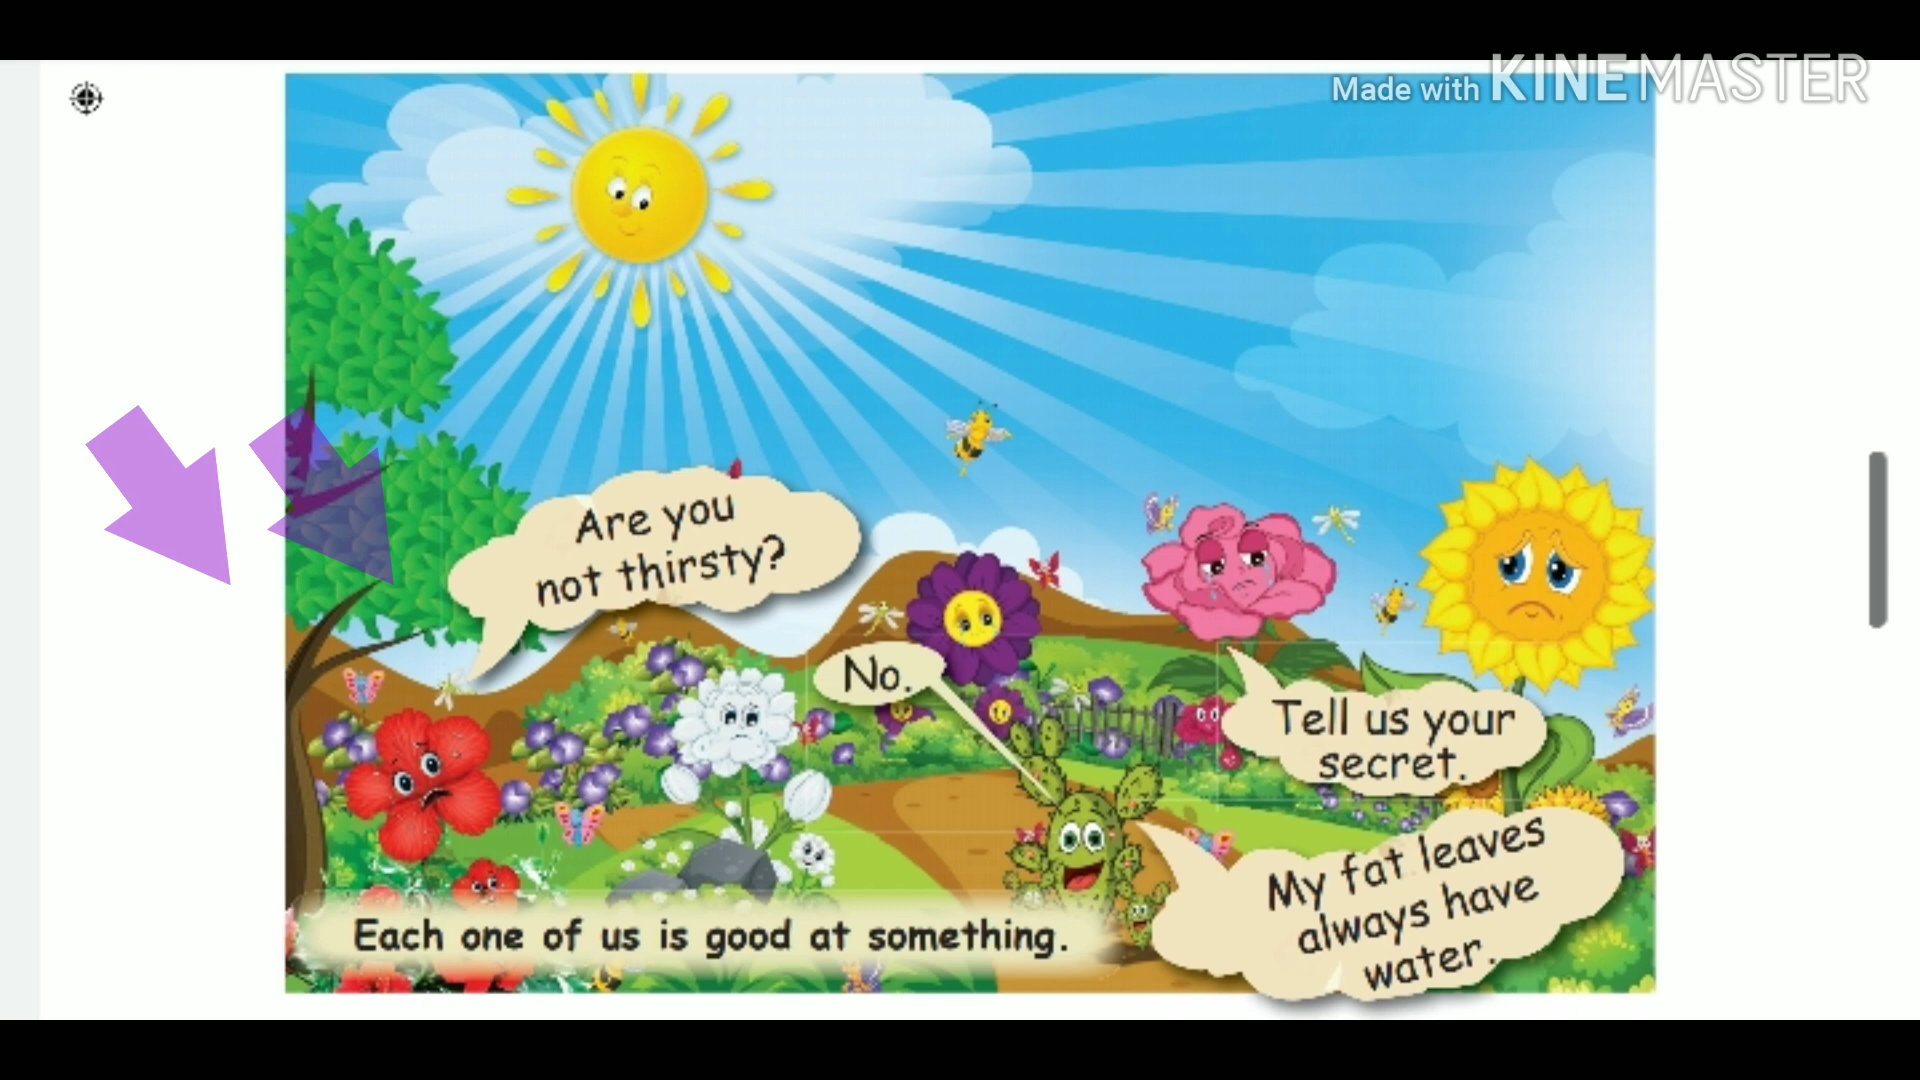 Made with KINEMASTER
Are you
not thirsty?
No.
Tell us your
secret.
My fat leaves
always have
water.
Each one of us is good at something.